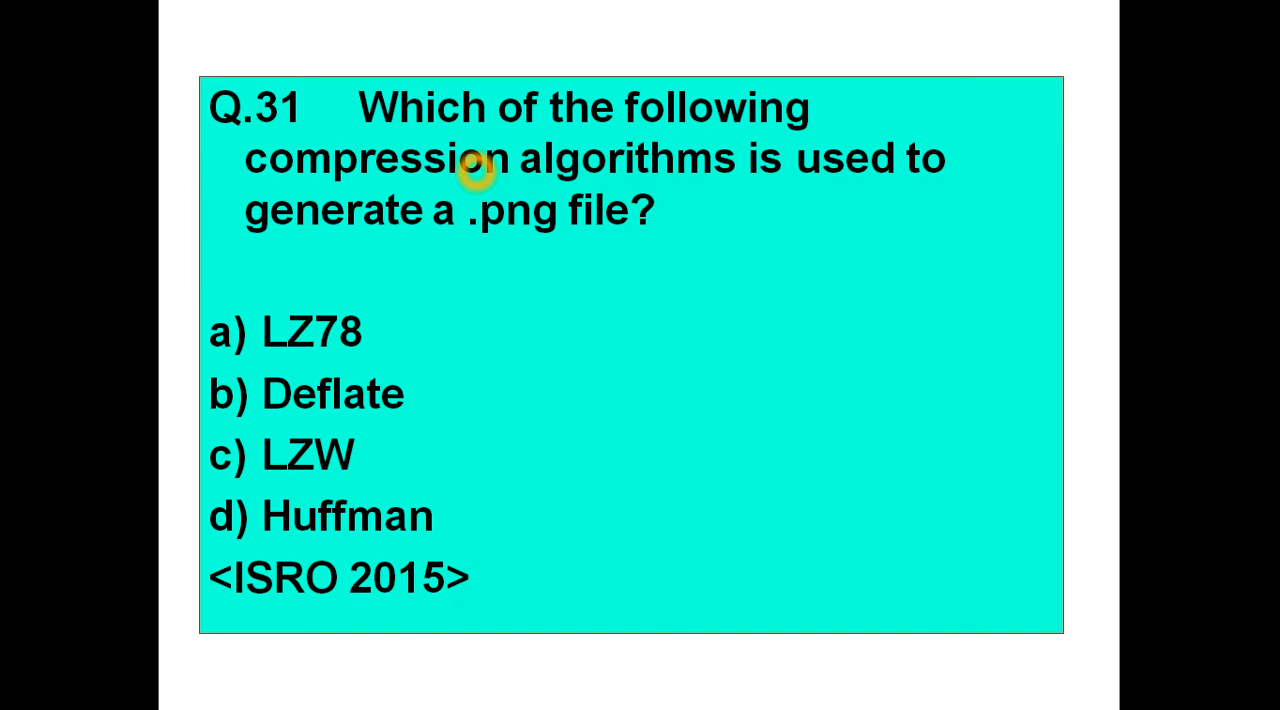 Q.31 Which of the following
compression algorithms is used to
generate a .png file?
a) LZ78
b) Deflate
c) LZW
d) Huffman
<ISRO 2015>